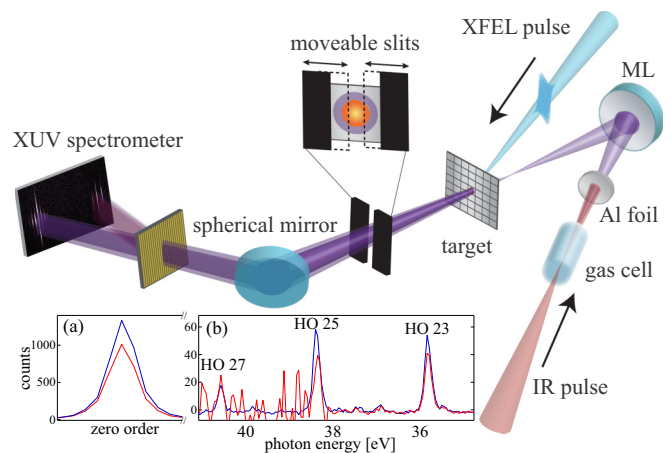 XFEL pulse
moveable slits
ML
XUV spectrometer
spherical mirror
Al foil
target
gas cell
IR pulse
(a)
counts
1000
500
0
zero order
(b)
HO 27
HO 25
HO 23
60
40
20
0
40
38
36
photon energy [eV]